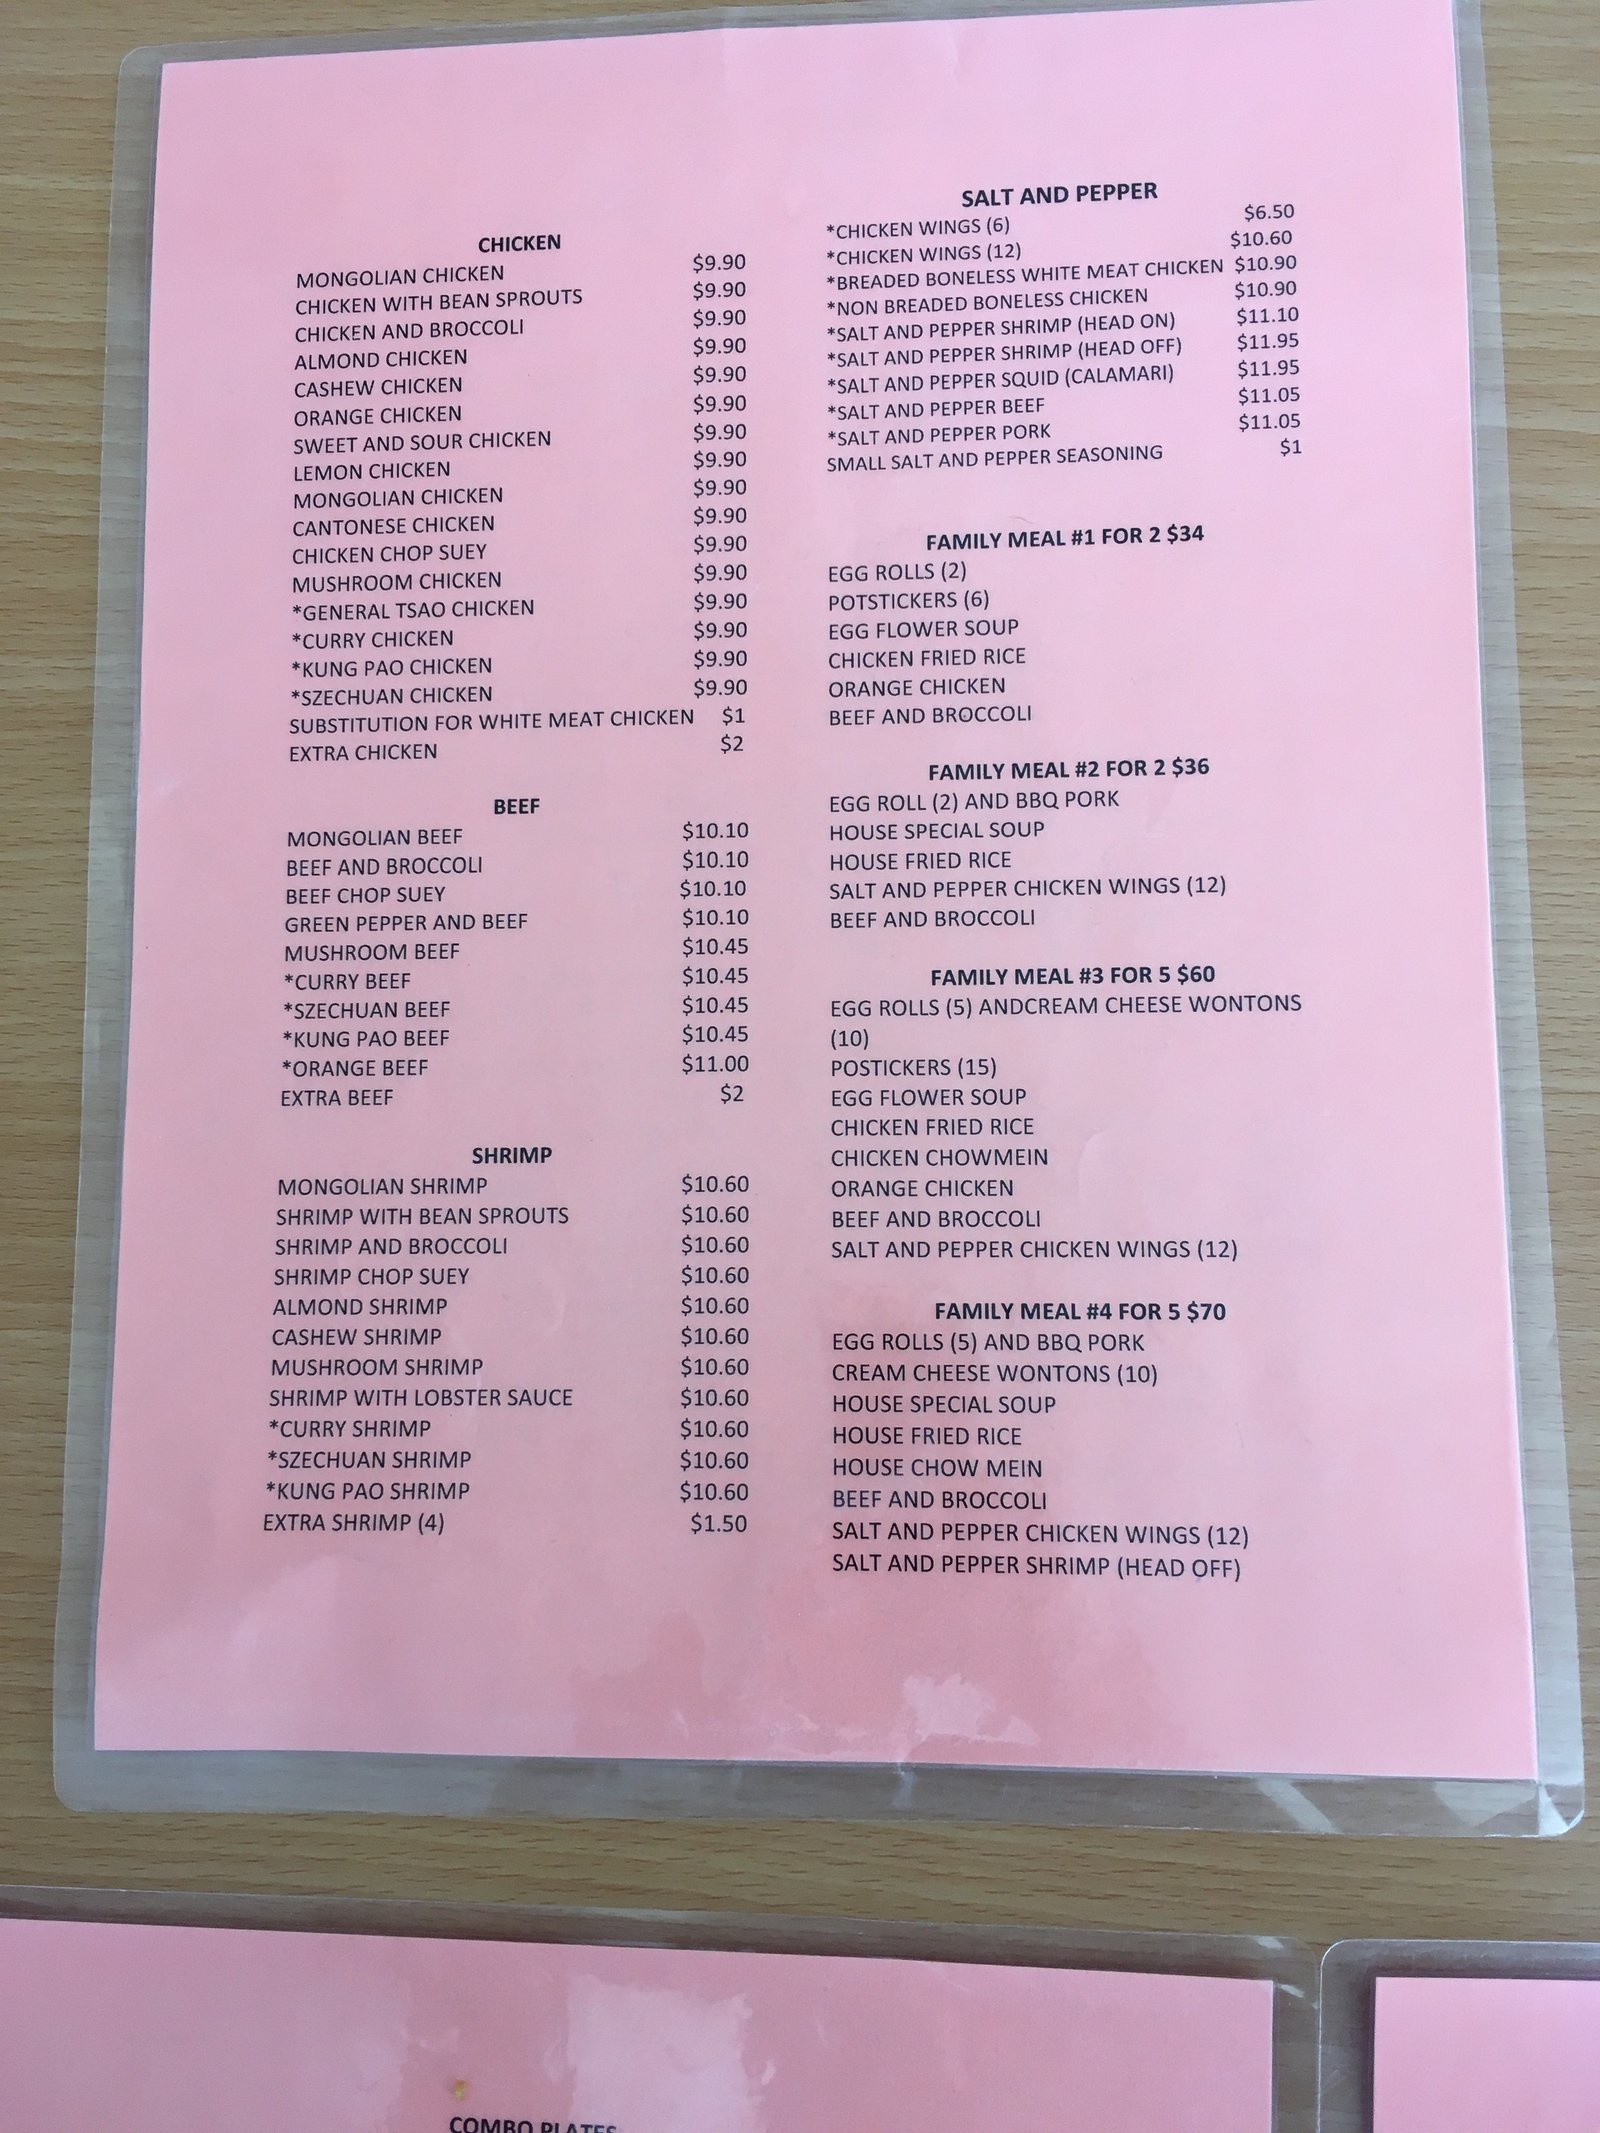 CHICKEN
MONGOLIAN CHICKEN $9.90
CHICKEN WITH BEAN SPROUTS $9.90
CHICKEN AND BROCCOLI $9.90
ALMOND CHICKEN $9.90
CASHEW CHICKEN $9.90
ORANGE CHICKEN $9.90
SWEET AND SOUR CHICKEN $9.90
LEMON CHICKEN $9.90
MONGOLIAN CHICKEN $9.90
CANTONESE CHICKEN $9.90
CHICKEN CHOP SUEY $9.90
MUSHROOM CHICKEN $9.90
*GENERAL TSAO CHICKEN $9.90
*CURRY CHICKEN $9.90
*KUNG PAO CHICKEN $9.90
*SZECHUAN CHICKEN $9.90
SUBSTITUTION FOR WHITE MEAT CHICKEN $1
EXTRA CHICKEN $2
BEEF
MONGOLIAN BEEF $10.10
BEEF AND BROCCOLI $10.10
BEEF CHOP SUEY $10.10
GREEN PEPPER AND BEEF $10.10
MUSHROOM BEEF $10.45
*CURRY BEEF $10.45
*SZECHUAN BEEF $10.45
*KUNG PAO BEEF $10.45
*ORANGE BEEF $11.00
EXTRA BEEF $2
SHRIMP
MONGOLIAN SHRIMP $10.60
SHRIMP WITH BEAN SPROUTS $10.60
SHRIMP AND BROCCOLI $10.60
SHRIMP CHOP SUEY $10.60
ALMOND SHRIMP $10.60
CASHEW SHRIMP $10.60
MUSHROOM SHRIMP $10.60
SHRIMP WITH LOBSTER SAUCE $10.60
*CURRY SHRIMP $10.60
*SZECHUAN SHRIMP $10.60
*KUNG PAO SHRIMP $10.60
EXTRA SHRIMP (4) $1.50
SALT AND PEPPER
*CHICKEN WINGS (6) $6.50
*CHICKEN WINGS (12) $10.60
*BREADED BONELESS WHITE MEAT CHICKEN $10.90
*NON BREADED BONELESS CHICKEN $10.90
*SALT AND PEPPER SHRIMP (HEAD ON) $11.10
*SALT AND PEPPER SHRIMP (HEAD OFF) $11.95
*SALT AND PEPPER SQUID (CALAMARI) $11.95
*SALT AND PEPPER BEEF $11.05
*SALT AND PEPPER PORK $11.05
SMALL SALT AND PEPPER SEASONING $1
FAMILY MEAL #1 FOR 2 $34
EGG ROLLS (2)
POTSTICKERS (6)
EGG FLOWER SOUP
CHICKEN FRIED RICE
ORANGE CHICKEN
BEEF AND BROCCOLI
FAMILY MEAL #2 FOR 2 $36
EGG ROLL (2) AND BBQ PORK
HOUSE SPECIAL SOUP
HOUSE FRIED RICE
SALT AND PEPPER CHICKEN WINGS (12)
BEEF AND BROCCOLI
FAMILY MEAL #3 FOR 5 $60
EGG ROLLS (5) ANDCREAM CHEESE WONTONS
(10)
POSTICKERS (15)
EGG FLOWER SOUP
CHICKEN FRIED RICE
CHICKEN CHOWMEIN
ORANGE CHICKEN
BEEF AND BROCCOLI
SALT AND PEPPER CHICKEN WINGS (12)
FAMILY MEAL #4 FOR 5 $70
EGG ROLLS (5) AND BBQ PORK
CREAM CHEESE WONTONS (10)
HOUSE SPECIAL SOUP
HOUSE FRIED RICE
HOUSE CHOW MEIN
BEEF AND BROCCOLI
SALT AND PEPPER CHICKEN WINGS (12)
SALT AND PEPPER SHRIMP (HEAD OFF)
COMBO PLATES